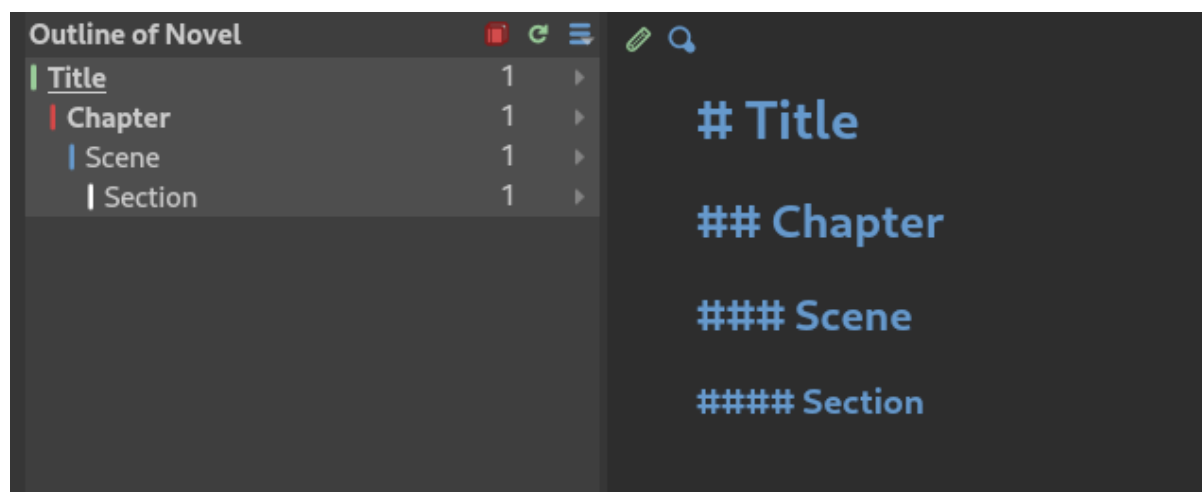 Outline of Novel
Title 1
Chapter 1
Scene 1
Section 1
# Title
## Chapter
### Scene
#### Section